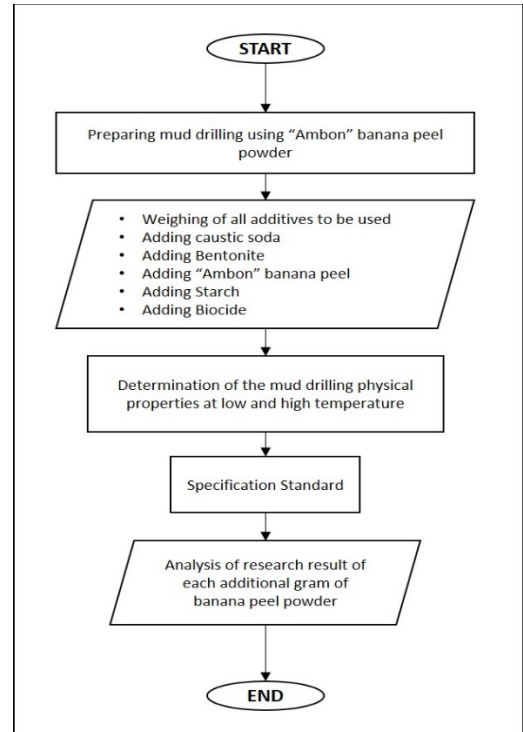 START
Preparing mud drilling using “Ambon” banana peel
powder
• Weighing of all additives to be used
• Adding caustic soda
• Adding Bentonite
• Adding “Ambon” banana peel
• Adding Starch
• Adding Biocide
Determination of the mud drilling physical
properties at low and high temperature
Specification Standard
Analysis of research result of
each additional gram of
banana peel powder
END